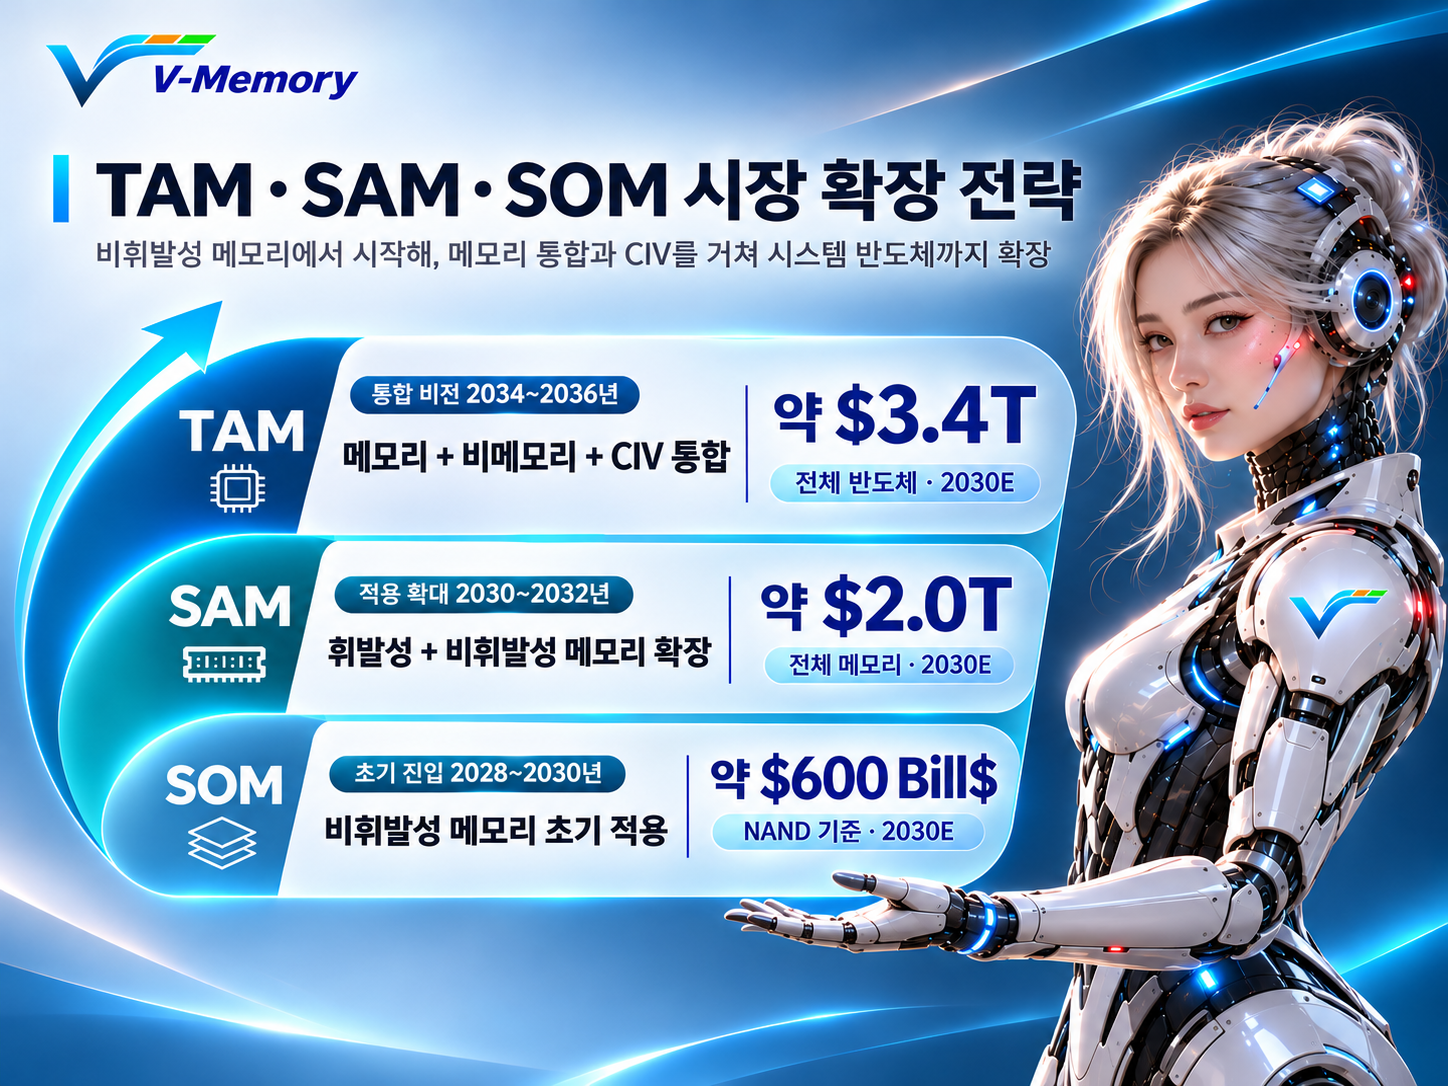 V-Memory
TAM · SAM · SOM 시장 확장 전략
비휘발성 메모리에서 시작해, 메모리 통합과 CIV를 거쳐 시스템 반도체까지 확장
TAM
통합 비전 2034~2036년
메모리 + 비메모리 + CIV 통합
약 $3.4T
전체 반도체 · 2030E
SAM
적용 확대 2030~2032년
휘발성 + 비휘발성 메모리 확장
약 $2.0T
전체 메모리 · 2030E
SOM
초기 진입 2028~2030년
비휘발성 메모리 초기 적용
약 $600 Bill$
NAND 기준 · 2030E